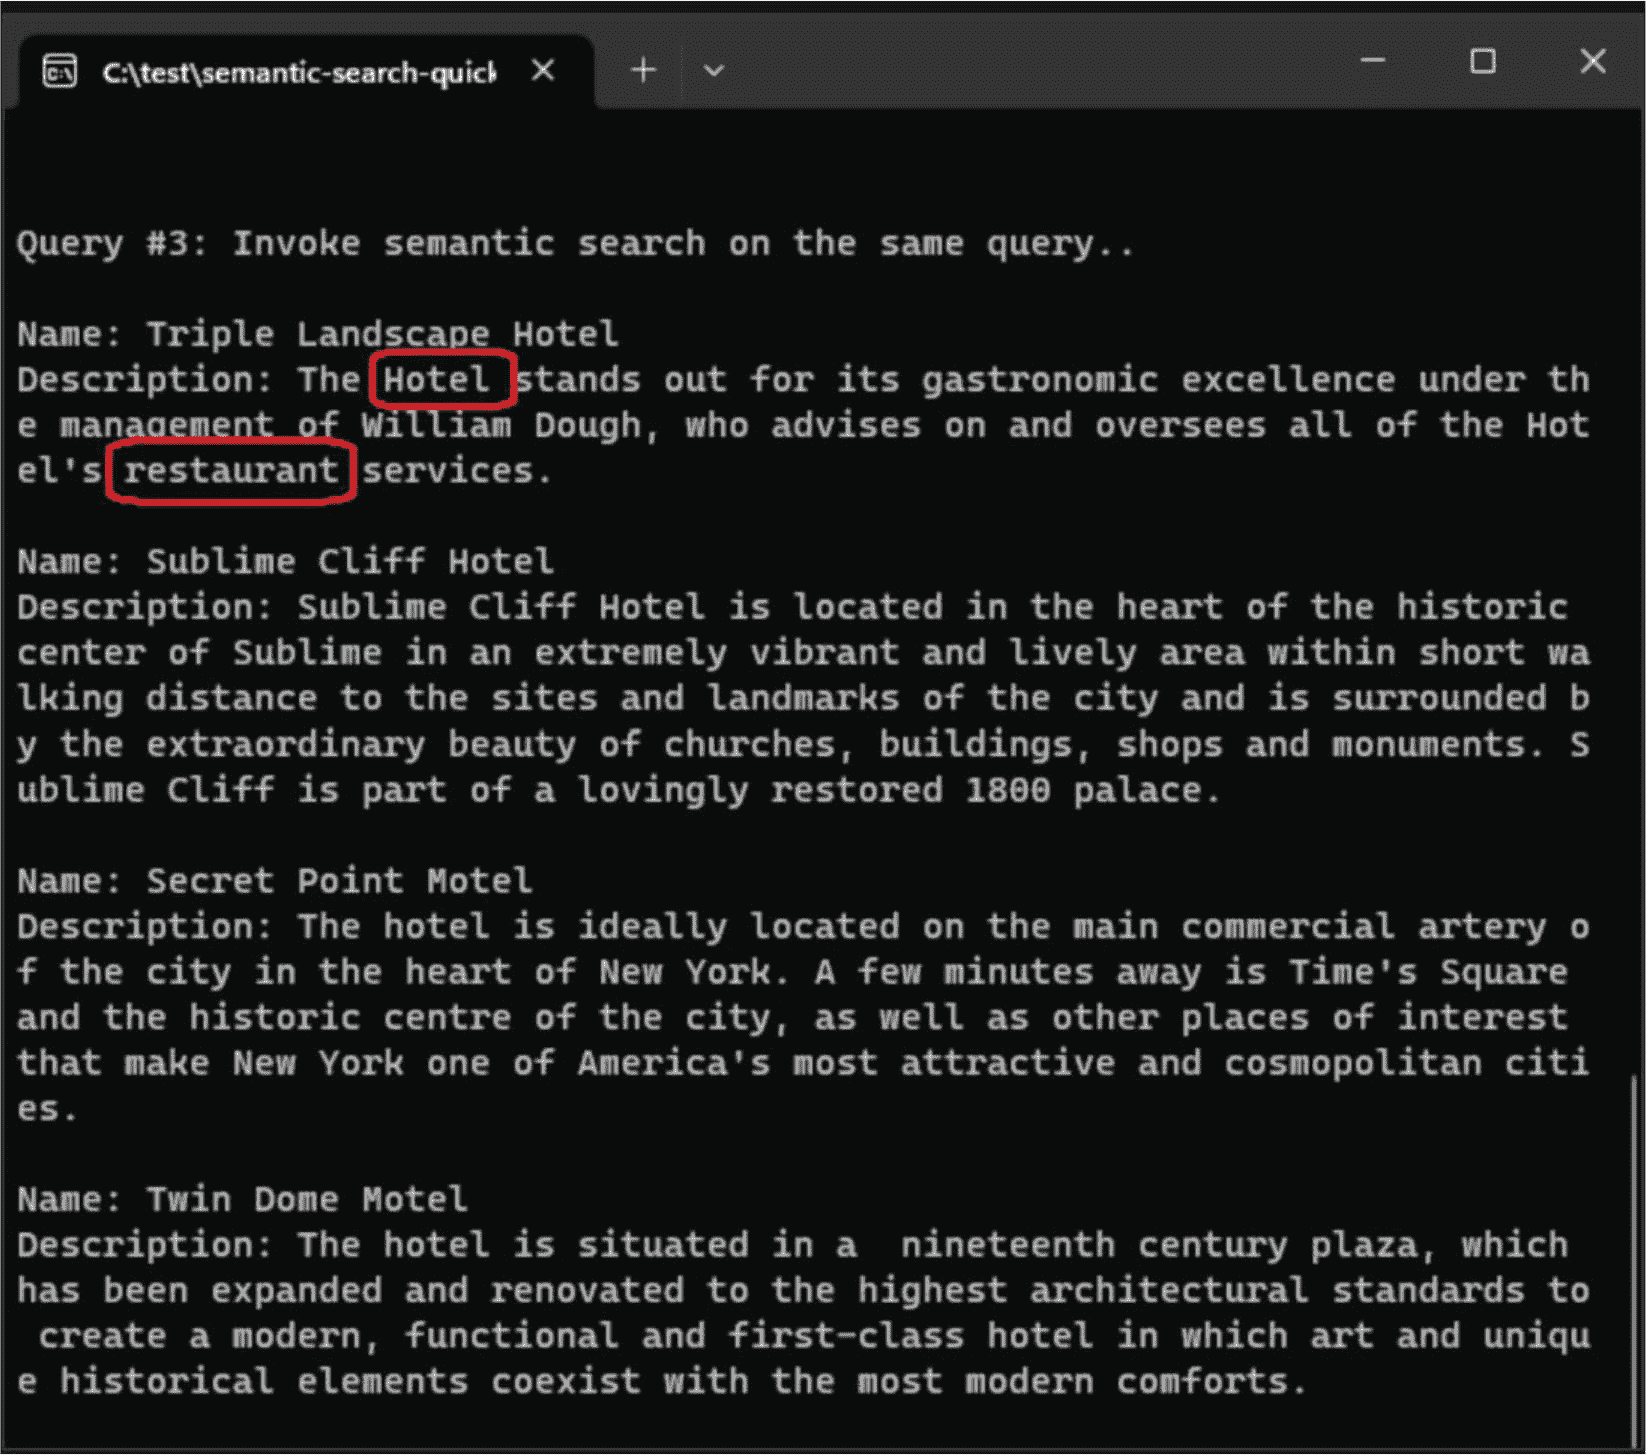 C:\test\semantic-search-quick
Query #3: Invoke semantic search on the same query..
Name: Triple Landscape Hotel
Description: The Hotel stands out for its gastronomic excellence under th
e management of William Dough, who advises on and oversees all of the Hot
el's restaurant services.
Name: Sublime Cliff Hotel
Description: Sublime Cliff Hotel is located in the heart of the historic
center of Sublime in an extremely vibrant and lively area within short wa
lking distance to the sites and landmarks of the city and is surrounded b
y the extraordinary beauty of churches, buildings, shops and monuments. S
ublime Cliff is part of a lovingly restored 1800 palace.
Name: Secret Point Motel
Description: The hotel is ideally located on the main commercial artery o
f the city in the heart of New York. A few minutes away is Time's Square
and the historic centre of the city, as well as other places of interest
that make New York one of America's most attractive and cosmopolitan citi
es.
Name: Twin Dome Motel
Description: The hotel is situated in a  nineteenth century plaza, which
has been expanded and renovated to the highest architectural standards to
 create a modern, functional and first-class hotel in which art and uniqu
e historical elements coexist with the most modern comforts.